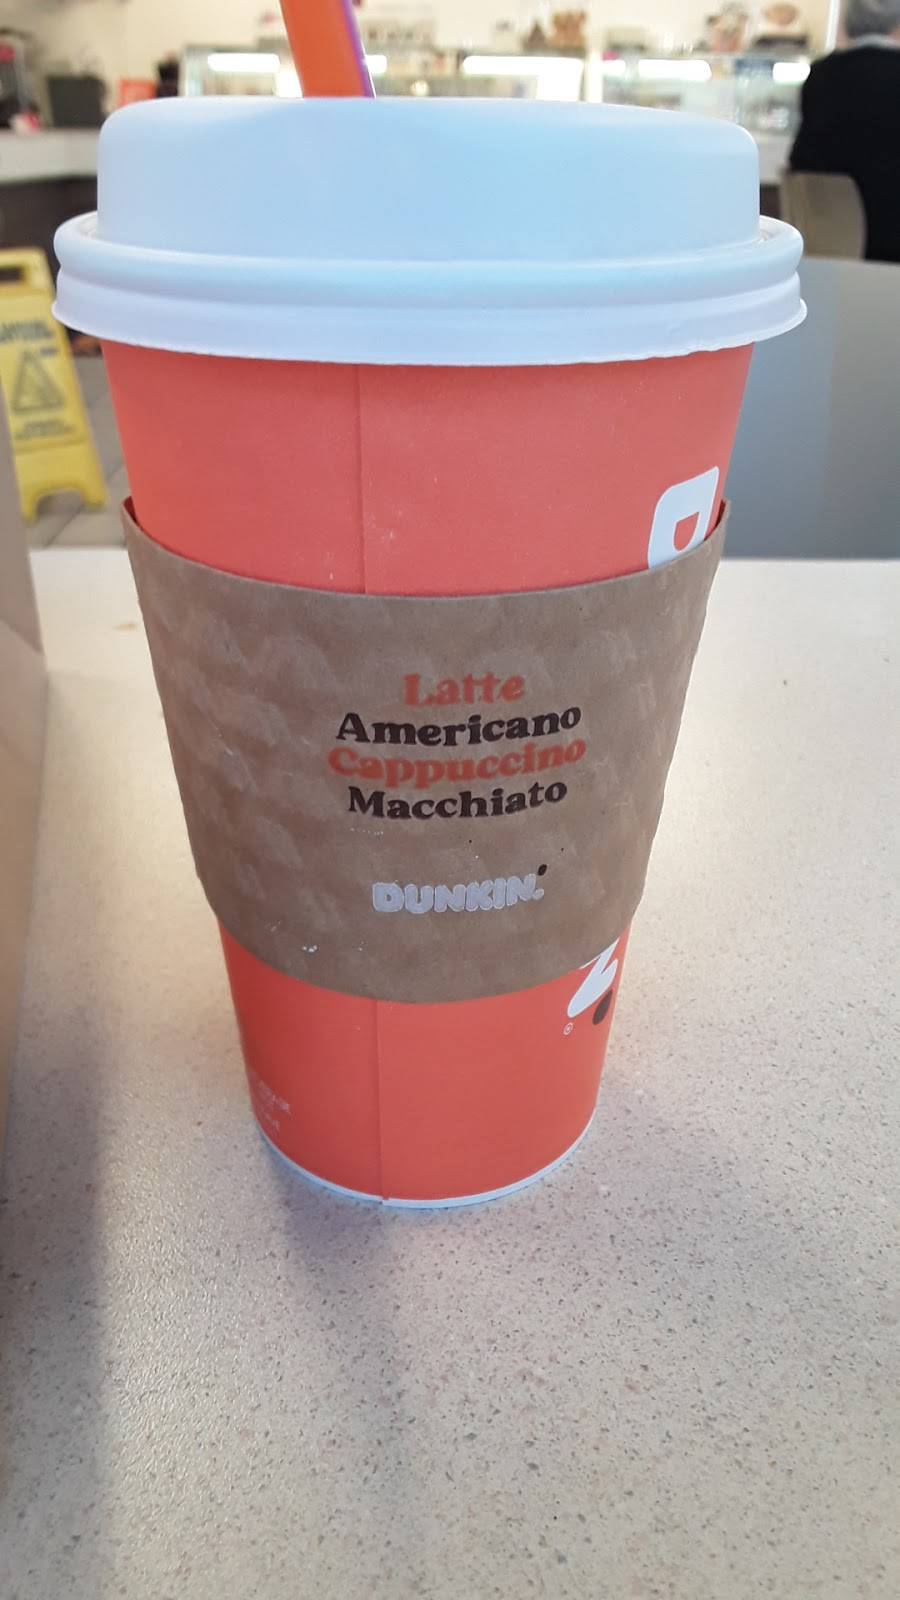 D
Latte
Americano
Cappuccino
Macchiato
DUNKIN.'
N.
®